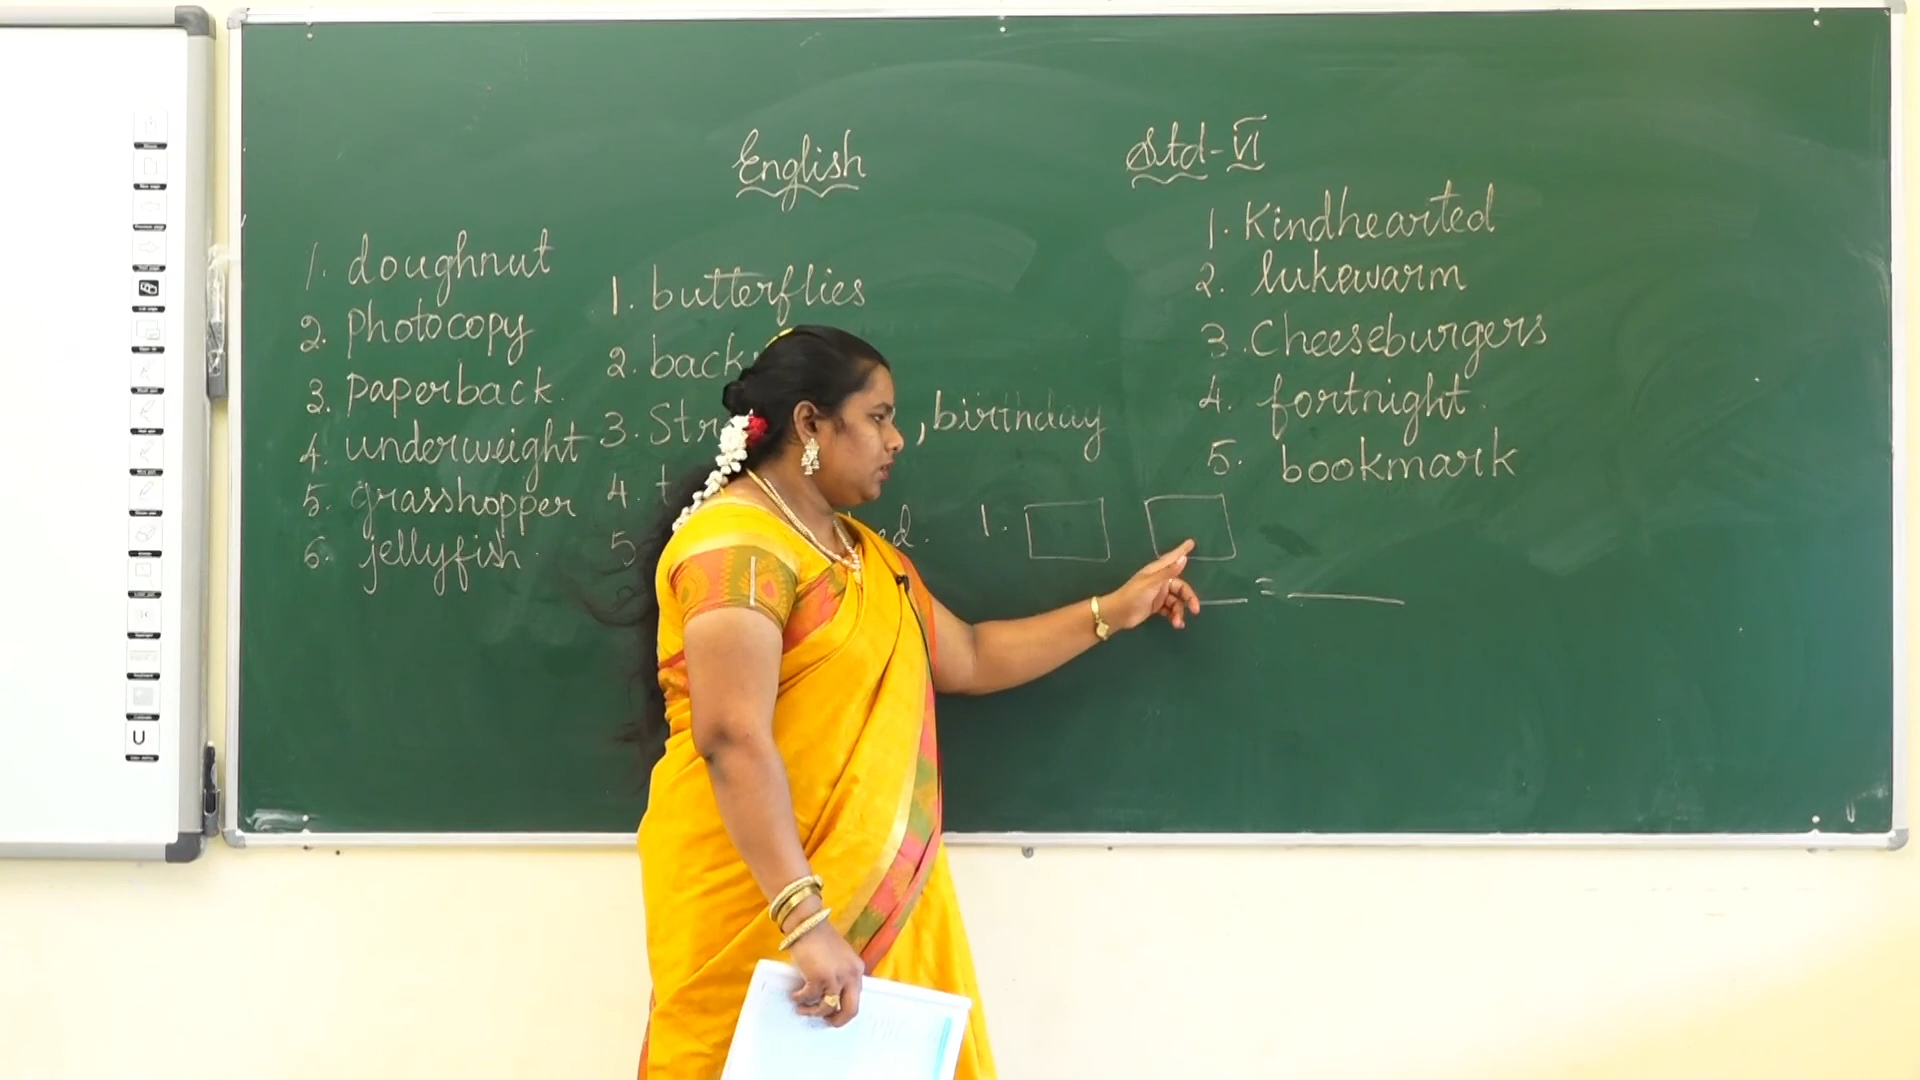 English
Std-VI
1. doughnut
2. Photocopy
3. Paperback.
4. underweight
5. grasshopper
6. jellyfish
1. butterflies
2. back
3. Str , birthday
4. t
5 ed.
1. Kindhearted
2. lukewarm
3. Cheeseburgers
4. fortnight.
5. bookmark
1.
=
U